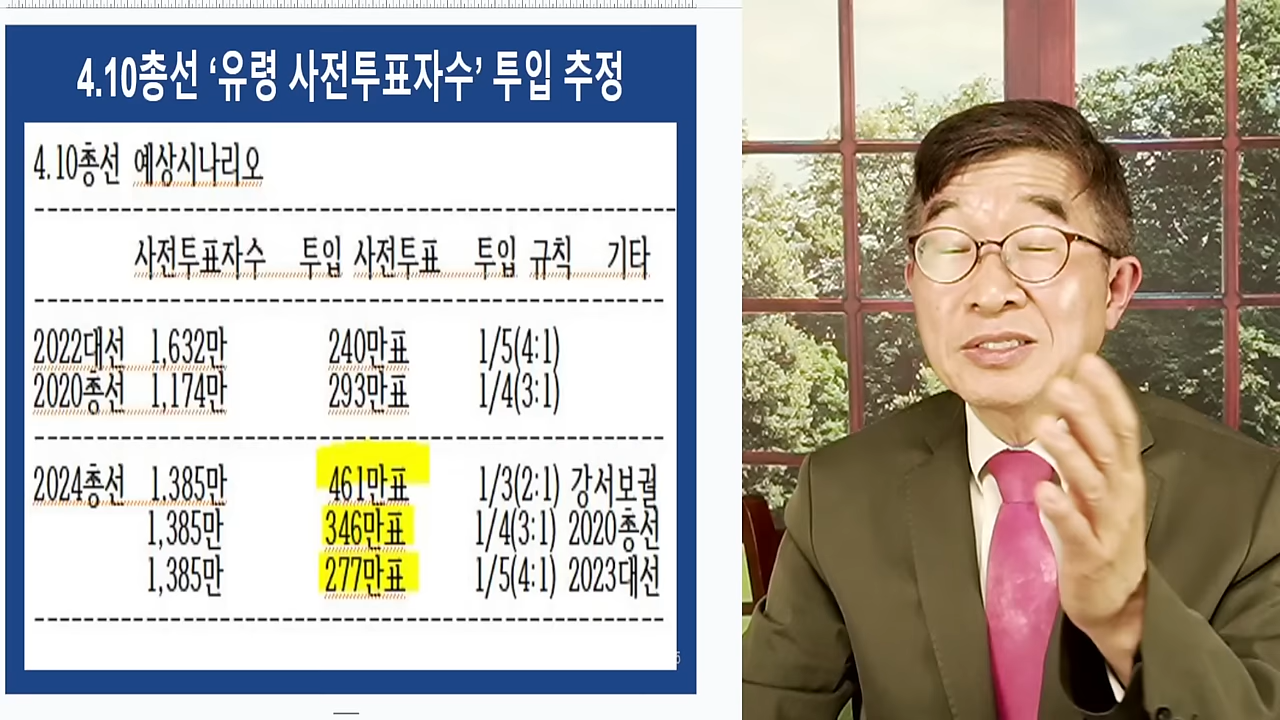 4.10총선 ‘유령 사전투표자수’ 투입 추정
4.10총선 예상시나리오
사전투표자수 투입 사전투표 투입 규칙 기타
2022대선 1,632만 240만표 1/5(4:1)
2020총선 1,174만 293만표 1/4(3:1)
2024총선 1,385만 461만표 1/3(2:1) 강서보궐
1,385만 346만표 1/4(3:1) 2020총선
1,385만 277만표 1/5(4:1) 2023대선
5